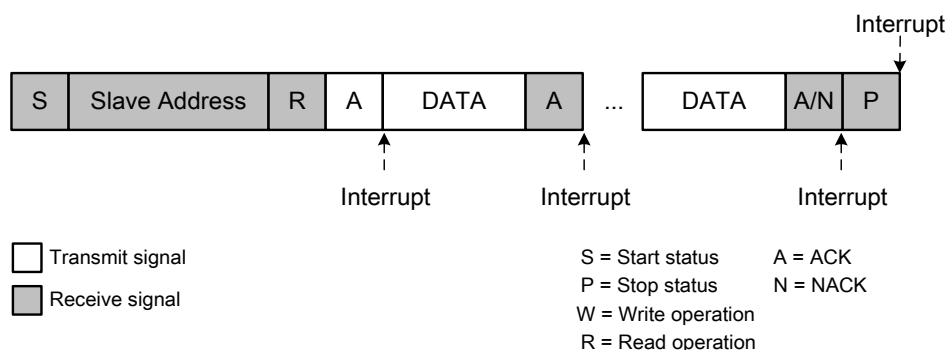 Interrupt
S Slave Address R A DATA A ... DATA A/N P
Interrupt Interrupt Interrupt
Transmit signal
Receive signal
S = Start status A = ACK
P = Stop status N = NACK
W = Write operation
R = Read operation